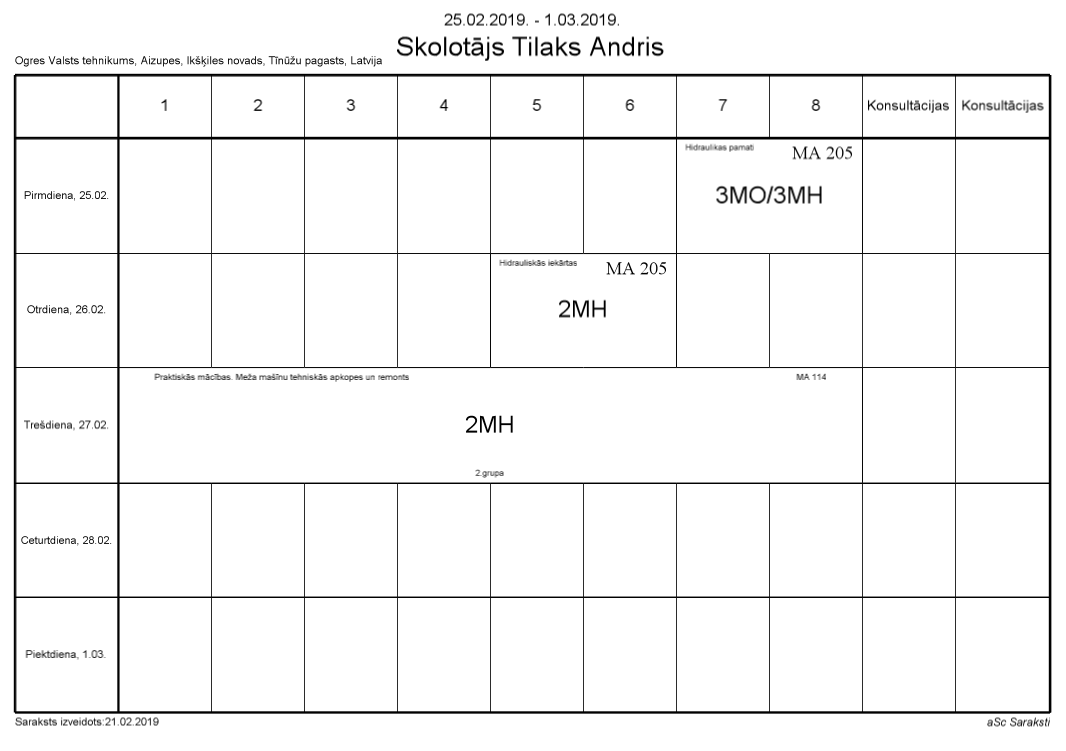 25.02.2019. - 1.03.2019.
Skolotājs Tilaks Andris
Ogres Valsts tehnikums, Aizupes, Ikšķiles novads, Tīnūžu pagasts, Latvija
1 2 3 4 5 6 7 8 Konsultācijas Konsultācijas
Pirmdiena, 25.02.
Hidraulikas pamati MA 205
3MO/3MH
Otrdiena, 26.02.
Hidrauliskās iekārtas MA 205
2MH
Trešdiena, 27.02.
Praktiskās mācības. Meža mašīnu tehniskās apkopes un remonts MA 114
2MH
2.grupa
Ceturtdiena, 28.02.
Piektdiena, 1.03.
Saraksts izveidots:21.02.2019 aSc Saraksti